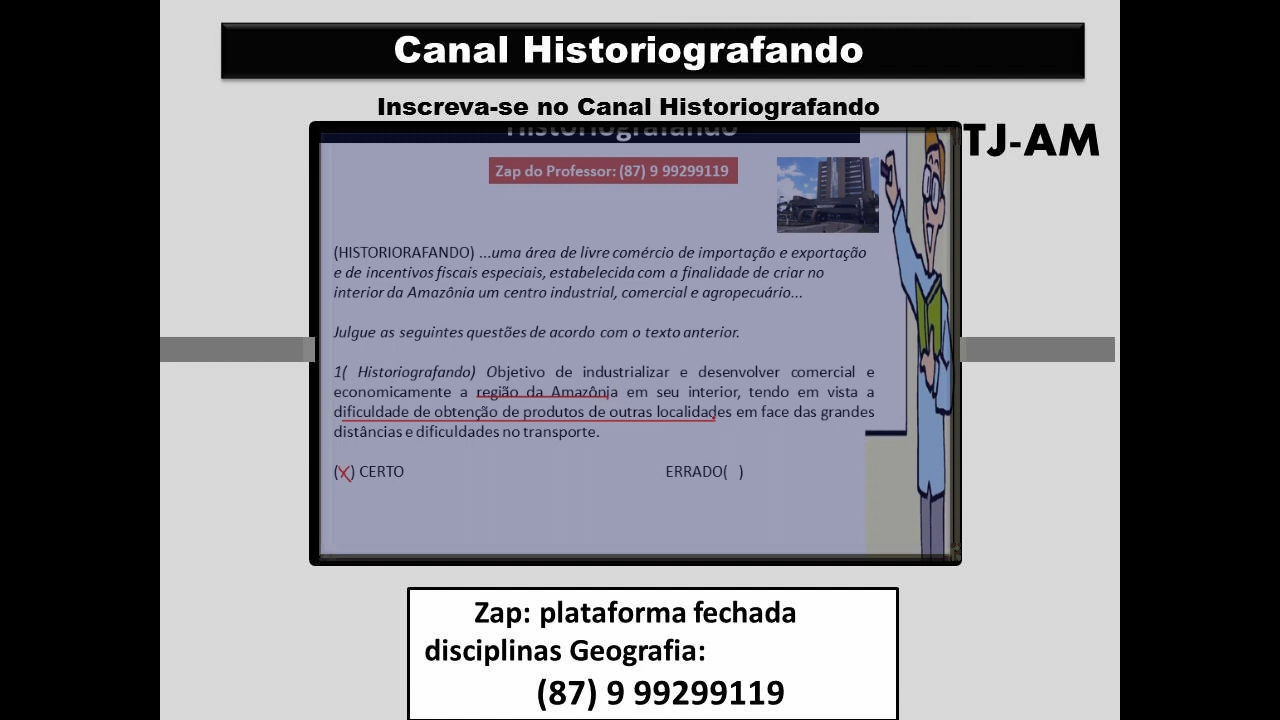 Canal Historiografando
Inscreva-se no Canal Historiografando
TJ-AM
Historiografando
Zap do Professor: (87) 9 99299119
(HISTORIORAFANDO) ...uma área de livre comércio de importação e exportação
e de incentivos fiscais especiais, estabelecida com a finalidade de criar no
interior da Amazônia um centro industrial, comercial e agropecuário...
Julgue as seguintes questões de acordo com o texto anterior.
1( Historiografando) Objetivo de industrializar e desenvolver comercial e
economicamente a região da Amazônia em seu interior, tendo em vista a
dificuldade de obtenção de produtos de outras localidades em face das grandes
distâncias e dificuldades no transporte.
(X) CERTO ERRADO( )
Zap: plataforma fechada
disciplinas Geografia:
(87) 9 99299119